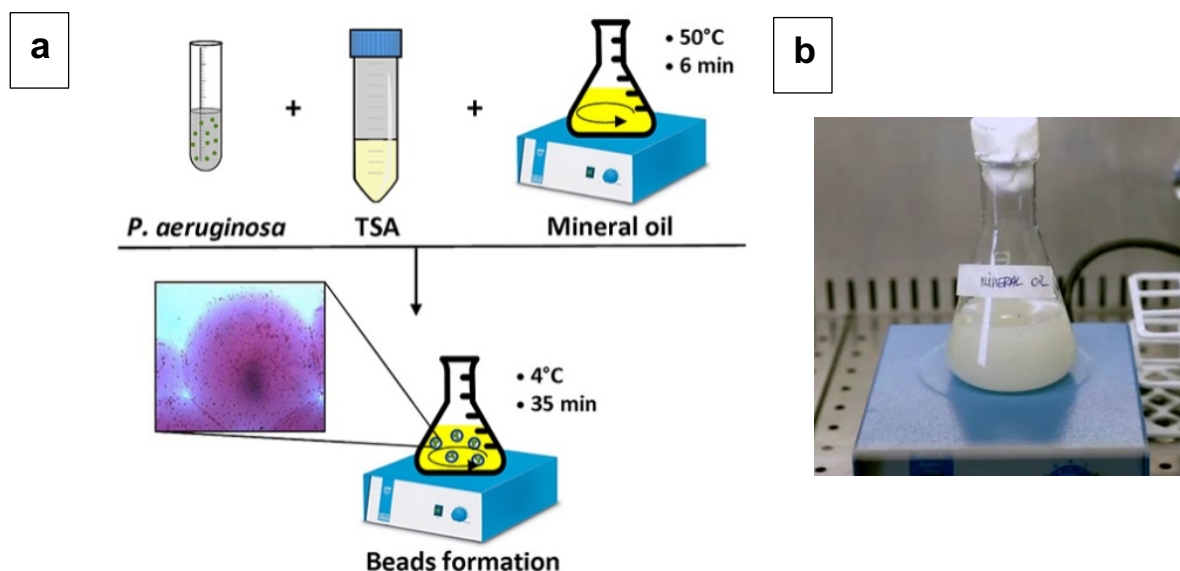 a
b
• 50°C
• 6 min
+
+
P. aeruginosa
TSA
Mineral oil
MINERAL OIL
• 4°C
• 35 min
Beads formation